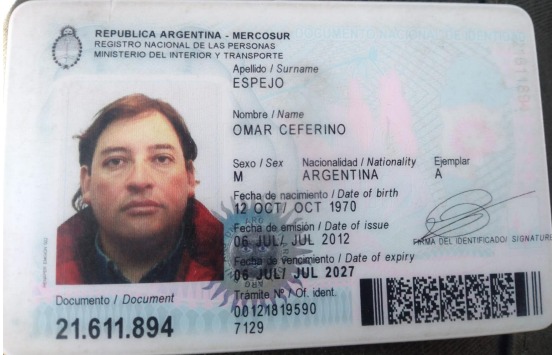 REPUBLICA ARGENTINA - MERCOSUR
REGISTRO NACIONAL DE LAS PERSONAS
MINISTERIO DEL INTERIOR Y TRANSPORTE
Apellido / Surname
ESPEJO
Nombre / Name
OMAR CEFERINO
Sexo / Sex Nacionalidad / Nationality Ejemplar
M ARGENTINA A
Fecha de nacimiento / Date of birth
12 OCT/ OCT 1970
Fecha de emisión / Date of issue
06 JUL/ JUL 2012
FIRMA DEL IDENTIFICADO/ SIGNATURE
Fecha de vencimiento / Date of expiry
06 JUL/ JUL 2027
Trámite Nº / Of. ident.
00121819590
7129
Documento / Document
21.611.894